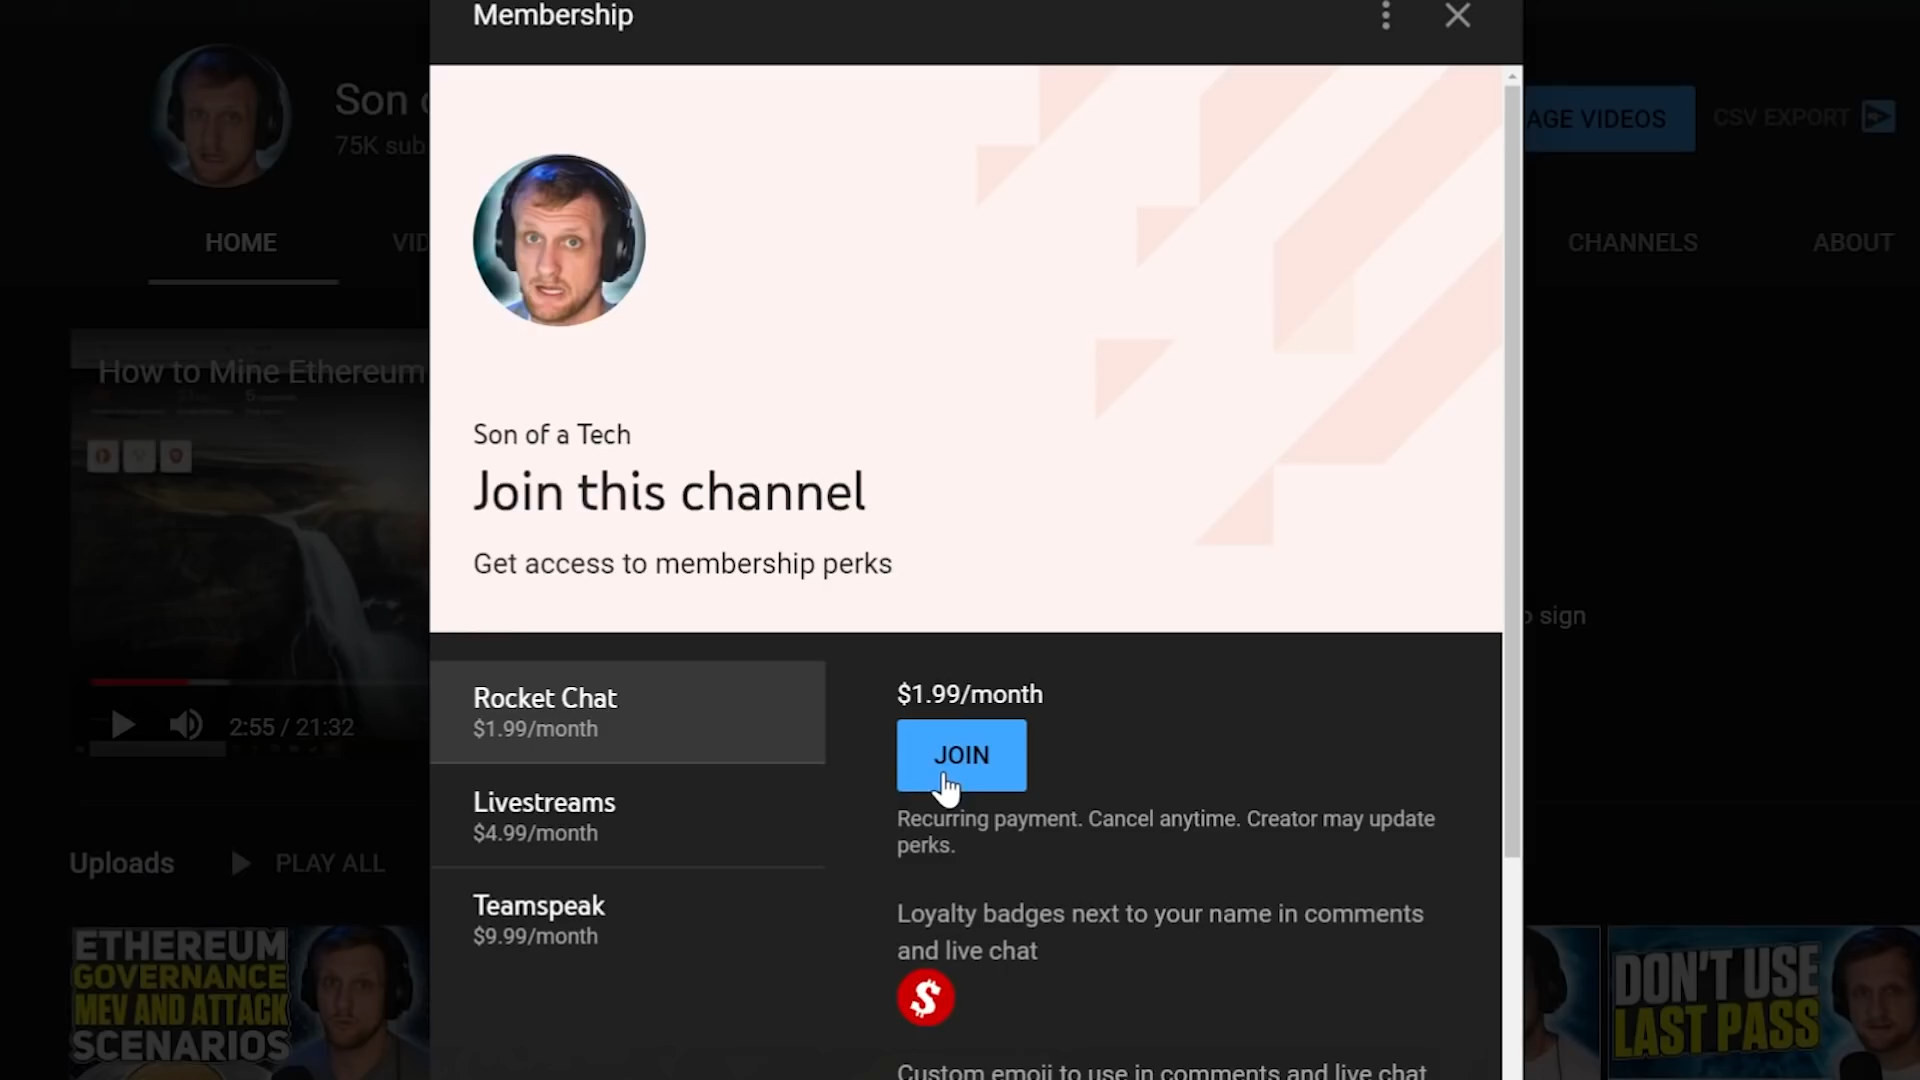 Membership
Son
75K sub
AGE VIDEOS
CSV EXPORT
HOME
VID
CHANNELS
ABOUT
How to Mine Ethereum
Son of a Tech
Join this channel
Get access to membership perks
sign
Rocket Chat
$1.99/month
$1.99/month
JOIN
2:55 / 21:32
Livestreams
$4.99/month
Recurring payment. Cancel anytime. Creator may update
perks.
Uploads
PLAY ALL
Teamspeak
$9.99/month
Loyalty badges next to your name in comments
and live chat
$
ETHEREUM
GOVERNANCE
MEV AND ATTACK
SCENARIOS
DON'T USE
LAST PASS
Custom emoji to use in comments and live chat